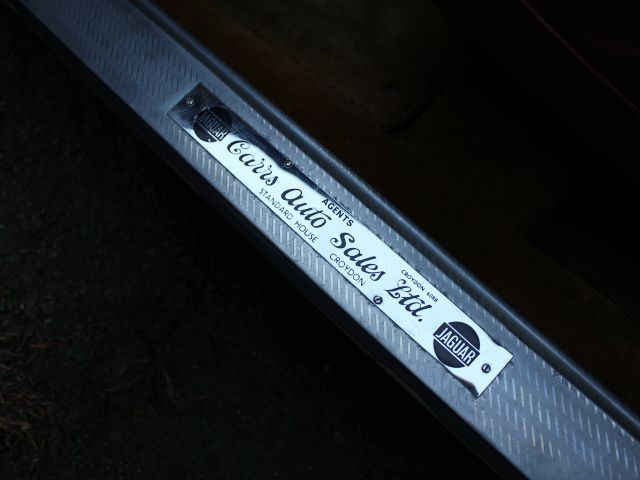 JAGUAR
AGENTS
CROYDON 6088
Carrs Auto Sales Ltd.
STANDARD HOUSE CROYDON
JAGUAR